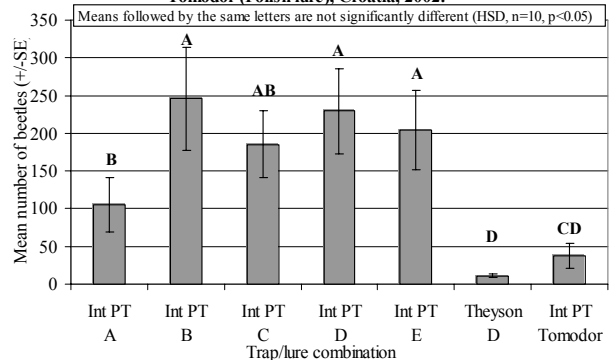 Tomodor (Polish lure), Croatia, 2002.
Means followed by the same letters are not significantly different (HSD, n=10, p<0.05)
Mean number of beetles (+/-SE)
350
300
250
200
150
100
50
0
B
A
AB
A
A
D
CD
Int PT Int PT Int PT Int PT Int PT Theyson Int PT
A B C D E D Tomodor
Trap/lure combination